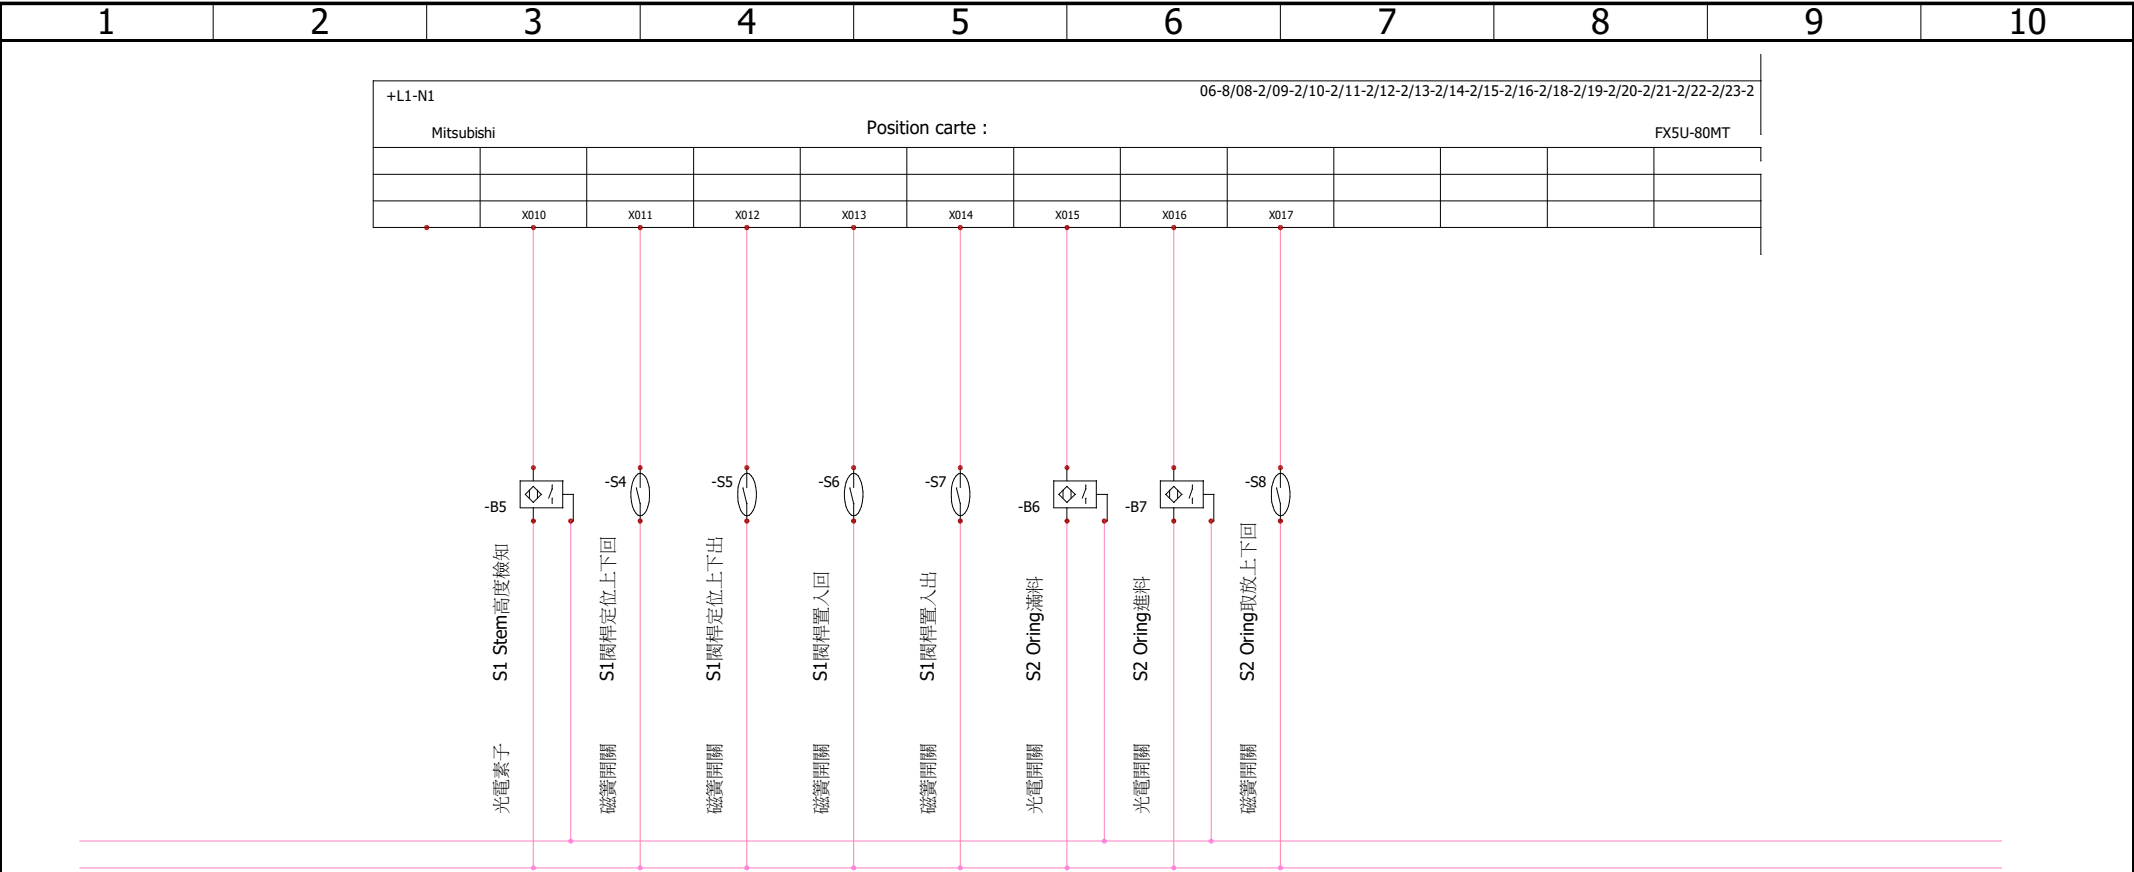 1 2 3 4 5 6 7 8 9 10
+L1-N1 06-8/08-2/09-2/10-2/11-2/12-2/13-2/14-2/15-2/16-2/18-2/19-2/20-2/21-2/22-2/23-2
Mitsubishi Position carte : FX5U-80MT
X010 X011 X012 X013 X014 X015 X016 X017
-B5 -S4 -S5 -S6 -S7 -B6 -B7 -S8
S1 Stem高度檢知
S1閥桿定位上下回
S1閥桿定位上下出
S1閥桿置入回
S1閥桿置入出
S2 Oring滿料
S2 Oring進料
S2 Oring取放上下回
光電素子
磁簧開關
磁簧開關
磁簧開關
磁簧開關
光電開關
光電開關
磁簧開關